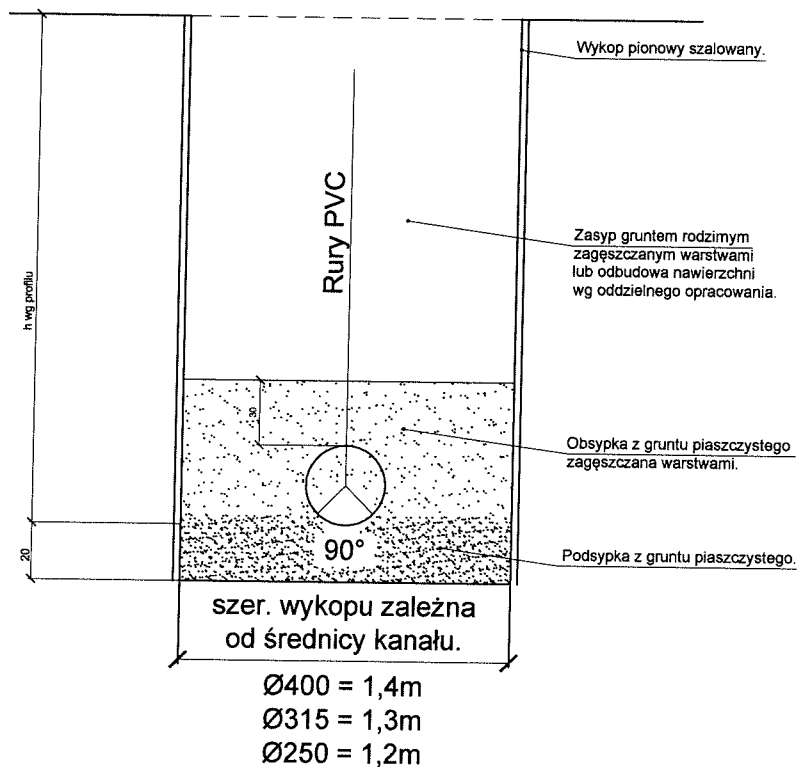 Wykop pionowy szalowany.
Rury PVC
Zasyp gruntem rodzimym
zagęszczanym warstwami
lub odbudowa nawierzchni
wg oddzielnego opracowania.
h wg profilu
30
Obsypka z gruntu piaszczystego
zagęszczana warstwami.
20
90°
Podsypka z gruntu piaszczystego.
szer. wykopu zależna
od średnicy kanału.
Ø400 = 1,4m
Ø315 = 1,3m
Ø250 = 1,2m